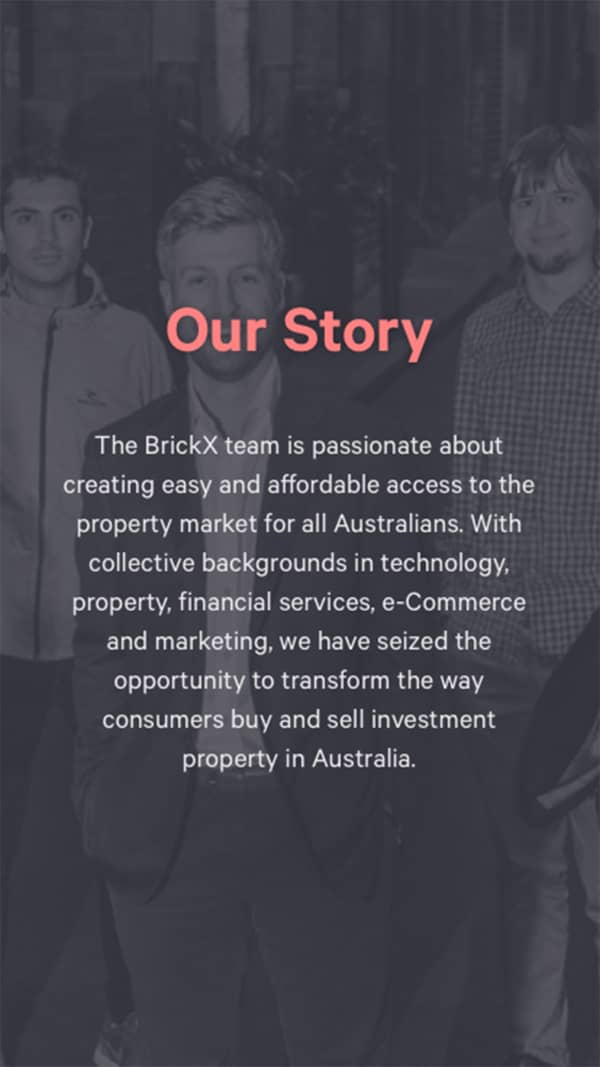 Our Story
The BrickX team is passionate about
creating easy and affordable access to the
property market for all Australians. With
collective backgrounds in technology,
property, financial services, e-Commerce
and marketing, we have seized the
opportunity to transform the way
consumers buy and sell investment
property in Australia.